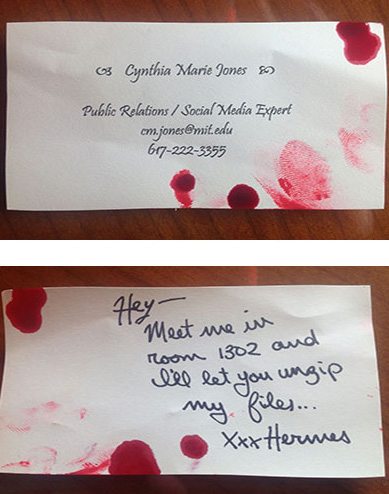 Cynthia Marie Jones
Public Relations / Social Media Expert
cm.jones@mit.edu
617-222-3355
Hey—
Meet me in
room 1302 and
I'll let you unzip
my files...
xxx Hermes